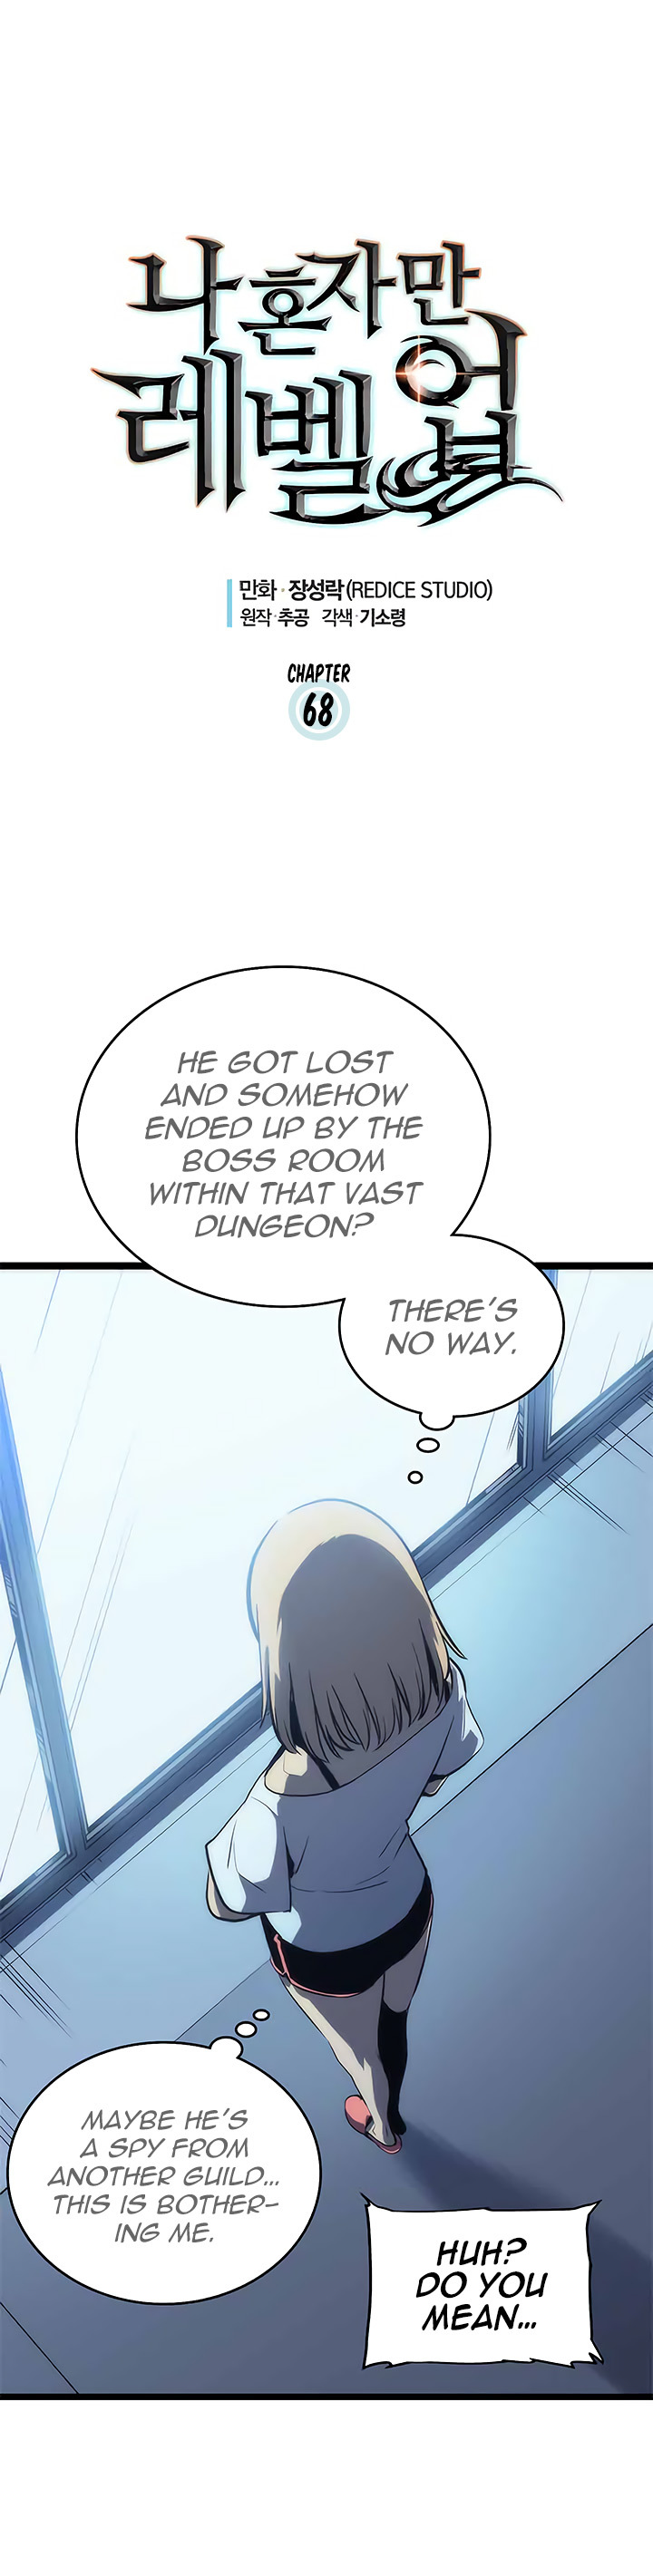 나 혼자만
레벨업
만화·장성락(REDICE STUDIO)
원작·추공 각색·기소령
CHAPTER
68
HE GOT LOST
AND SOMEHOW
ENDED UP BY THE
BOSS ROOM
WITHIN THAT VAST
DUNGEON?
THERE'S
NO WAY.
MAYBE HE'S
A SPY FROM
ANOTHER GUILD...
THIS IS BOTHER-
ING ME.
HUH?
DO YOU
MEAN...